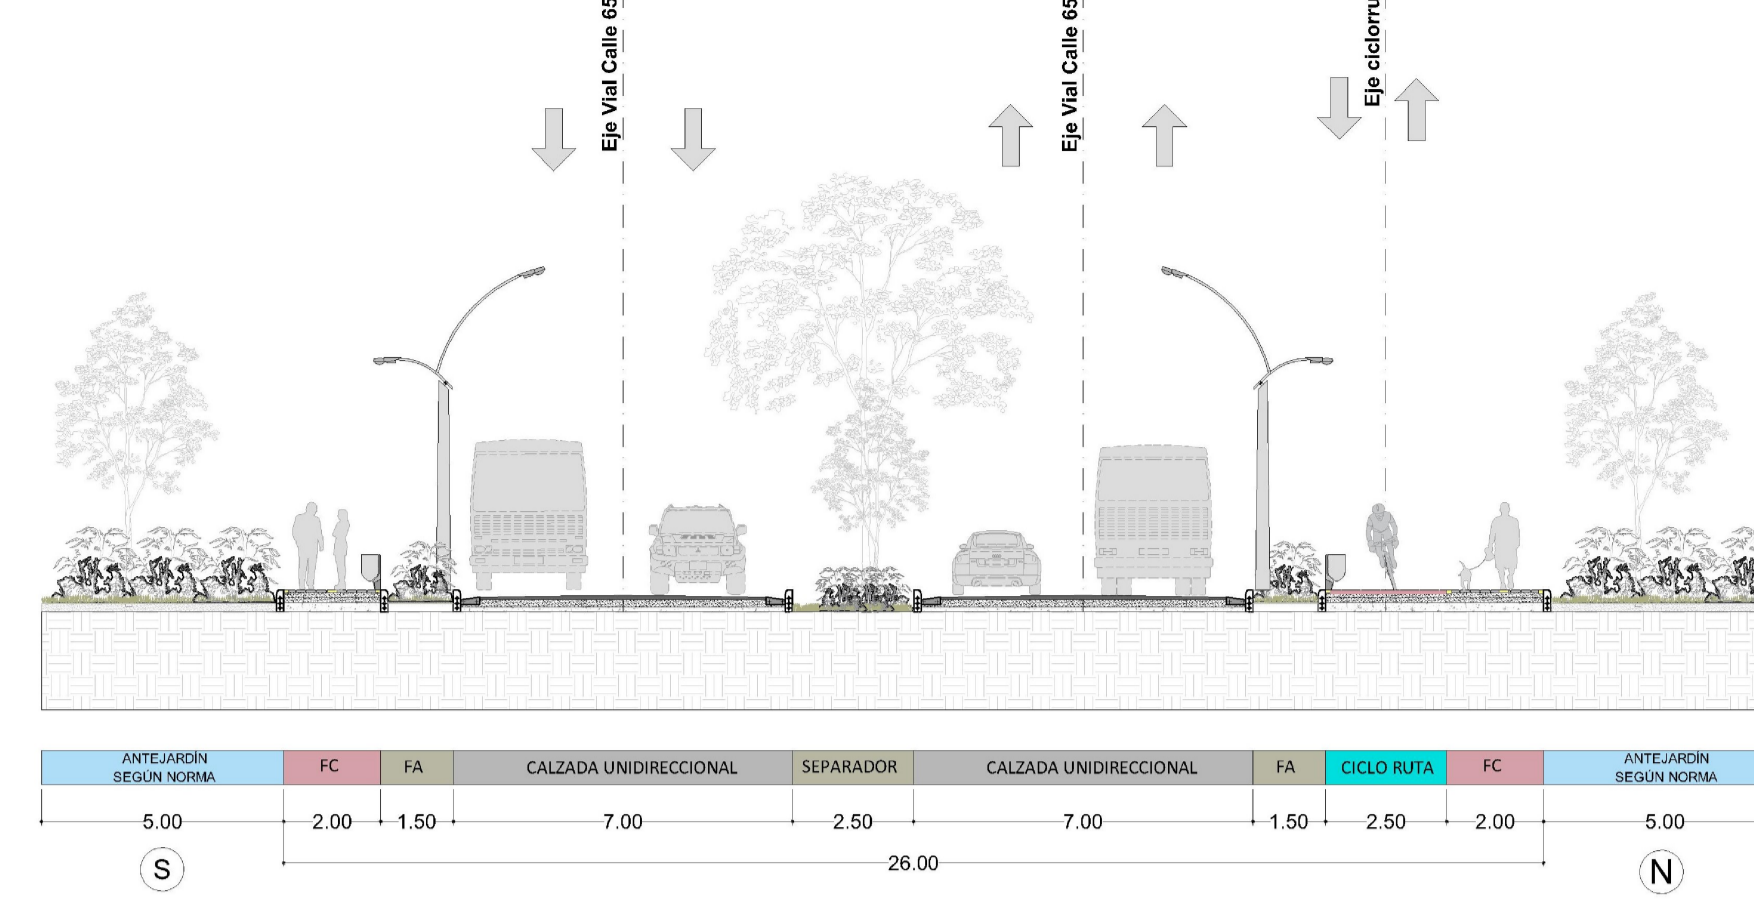 Eje Vial Calle 65
Eje Vial Calle 65
Eje
ANTEJARDÍN
SEGÚN NORMA
FC
FA
CALZADA UNIDIRECCIONAL
SEPARADOR
CALZADA UNIDIRECCIONAL
FA
CICLO RUTA
FC
ANTEJARDÍN
SEGÚN NORMA
5.00
2.00
1.50
7.00
2.50
7.00
1.50
2.50
2.00
5.00
26.00
S
N